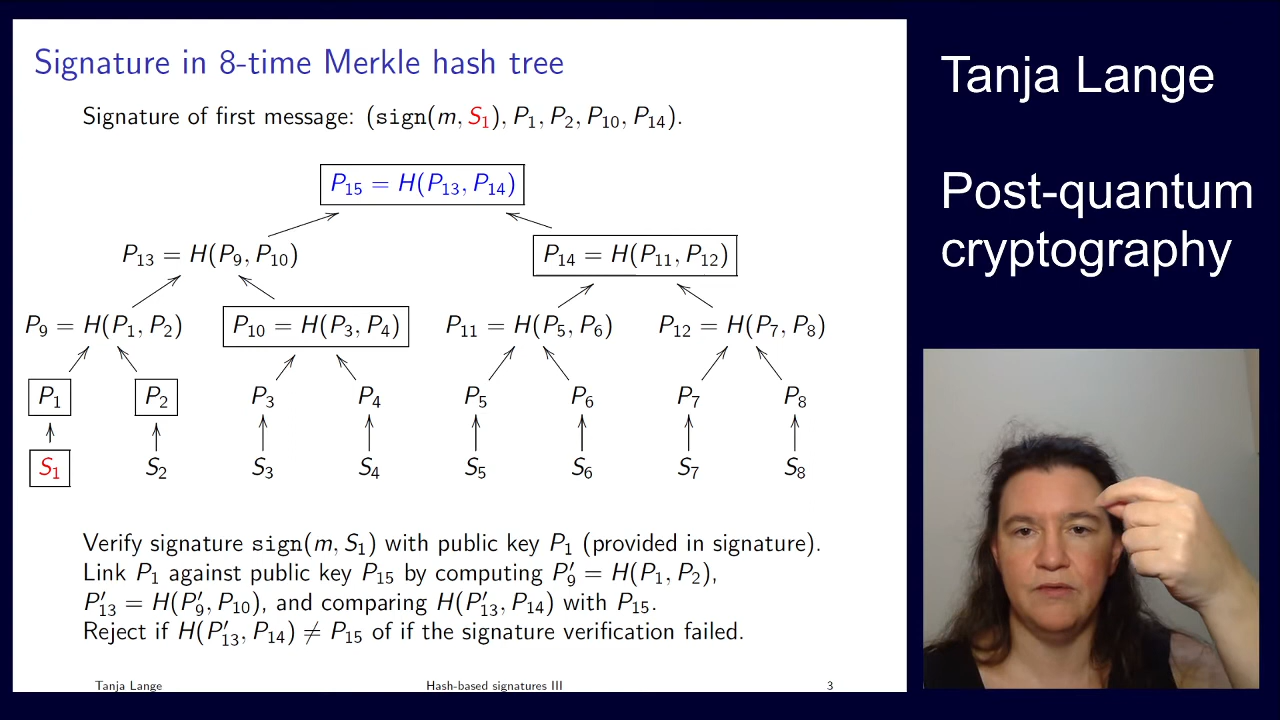 Signature in 8-time Merkle hash tree
Signature of first message: (sign(m, S₁), P₁, P₂, P₁₀, P₁₄).
P₁₅ = H(P₁₃, P₁₄)
P₁₃ = H(P₉, P₁₀) P₁₄ = H(P₁₁, P₁₂)
P₉ = H(P₁, P₂) P₁₀ = H(P₃, P₄) P₁₁ = H(P₅, P₆) P₁₂ = H(P₇, P₈)
P₁ P₂ P₃ P₄ P₅ P₆ P₇ P₈
S₁ S₂ S₃ S₄ S₅ S₆ S₇ S₈
Verify signature sign(m, S₁) with public key P₁ (provided in signature).
Link P₁ against public key P₁₅ by computing P′₉ = H(P₁, P₂),
P′₁₃ = H(P′₉, P₁₀), and comparing H(P′₁₃, P₁₄) with P₁₅.
Reject if H(P′₁₃, P₁₄) ≠ P₁₅ of if the signature verification failed.
Tanja Lange Hash-based signatures III 3
Tanja Lange
Post-quantum
cryptography